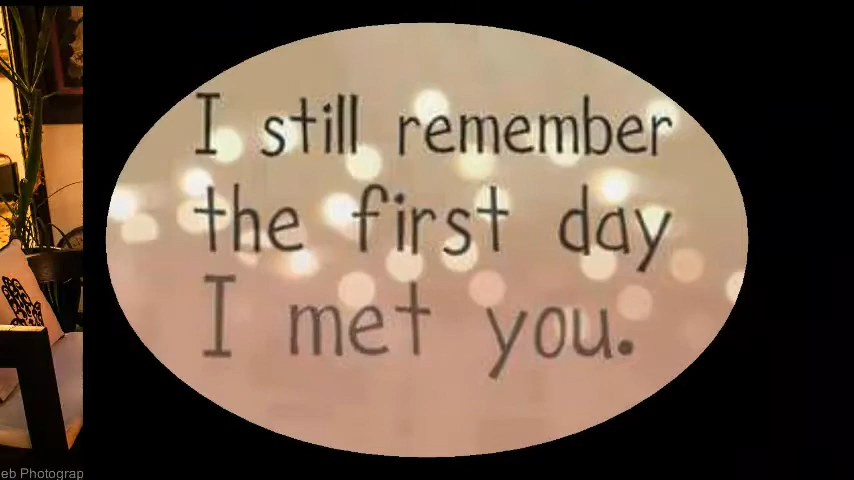 I still remember
the first day
I met you.
eb Photograp